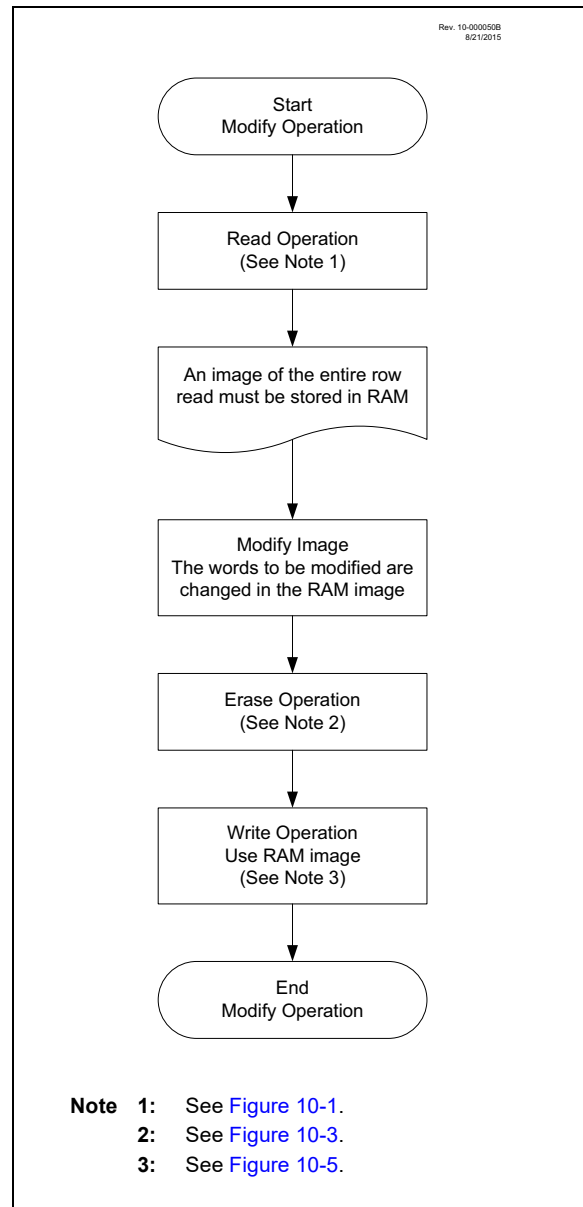 Rev. 10-000050B
8/21/2015
Start
Modify Operation
Read Operation
(See Note 1)
An image of the entire row
read must be stored in RAM
Modify Image
The words to be modified are
changed in the RAM image
Erase Operation
(See Note 2)
Write Operation
Use RAM image
(See Note 3)
End
Modify Operation
Note 1: See Figure 10-1.
2: See Figure 10-3.
3: See Figure 10-5.